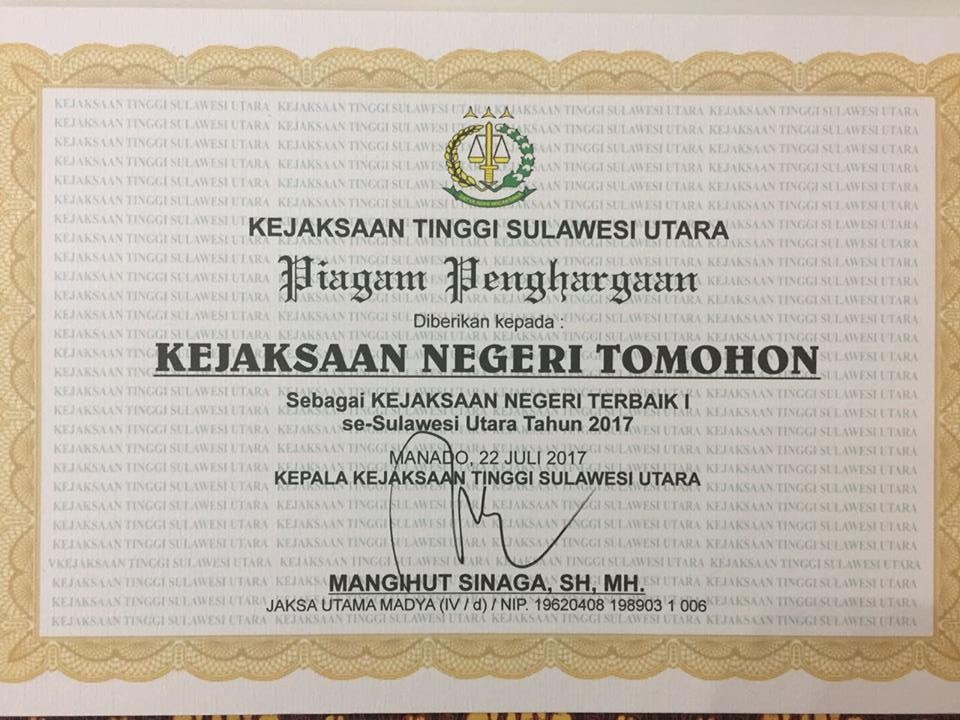 KEJAKSAAN TINGGI SULAWESI UTARA
Piagam Penghargaan
Diberikan kepada :
KEJAKSAAN NEGERI TOMOHON
Sebagai KEJAKSAAN NEGERI TERBAIK I
se-Sulawesi Utara Tahun 2017
MANADO, 22 JULI 2017
KEPALA KEJAKSAAN TINGGI SULAWESI UTARA
MANGIHUT SINAGA, SH, MH.
JAKSA UTAMA MADYA (IV / d) / NIP. 19620408 198903 1 006